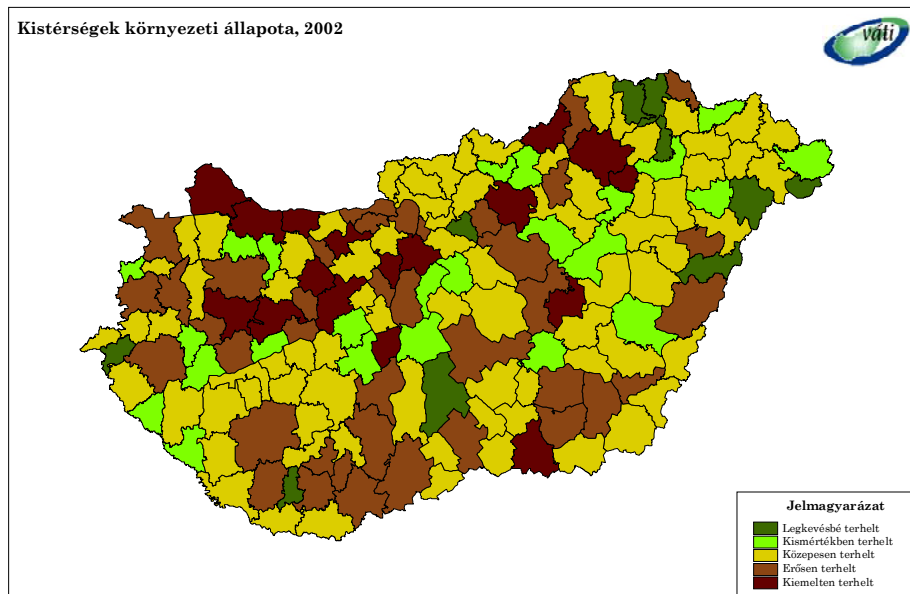 Kistérségek környezeti állapota, 2002
váti
Jelmagyarázat
Legkevésbé terhelt
Kismértékben terhelt
Közepesen terhelt
Erősen terhelt
Kiemelten terhelt